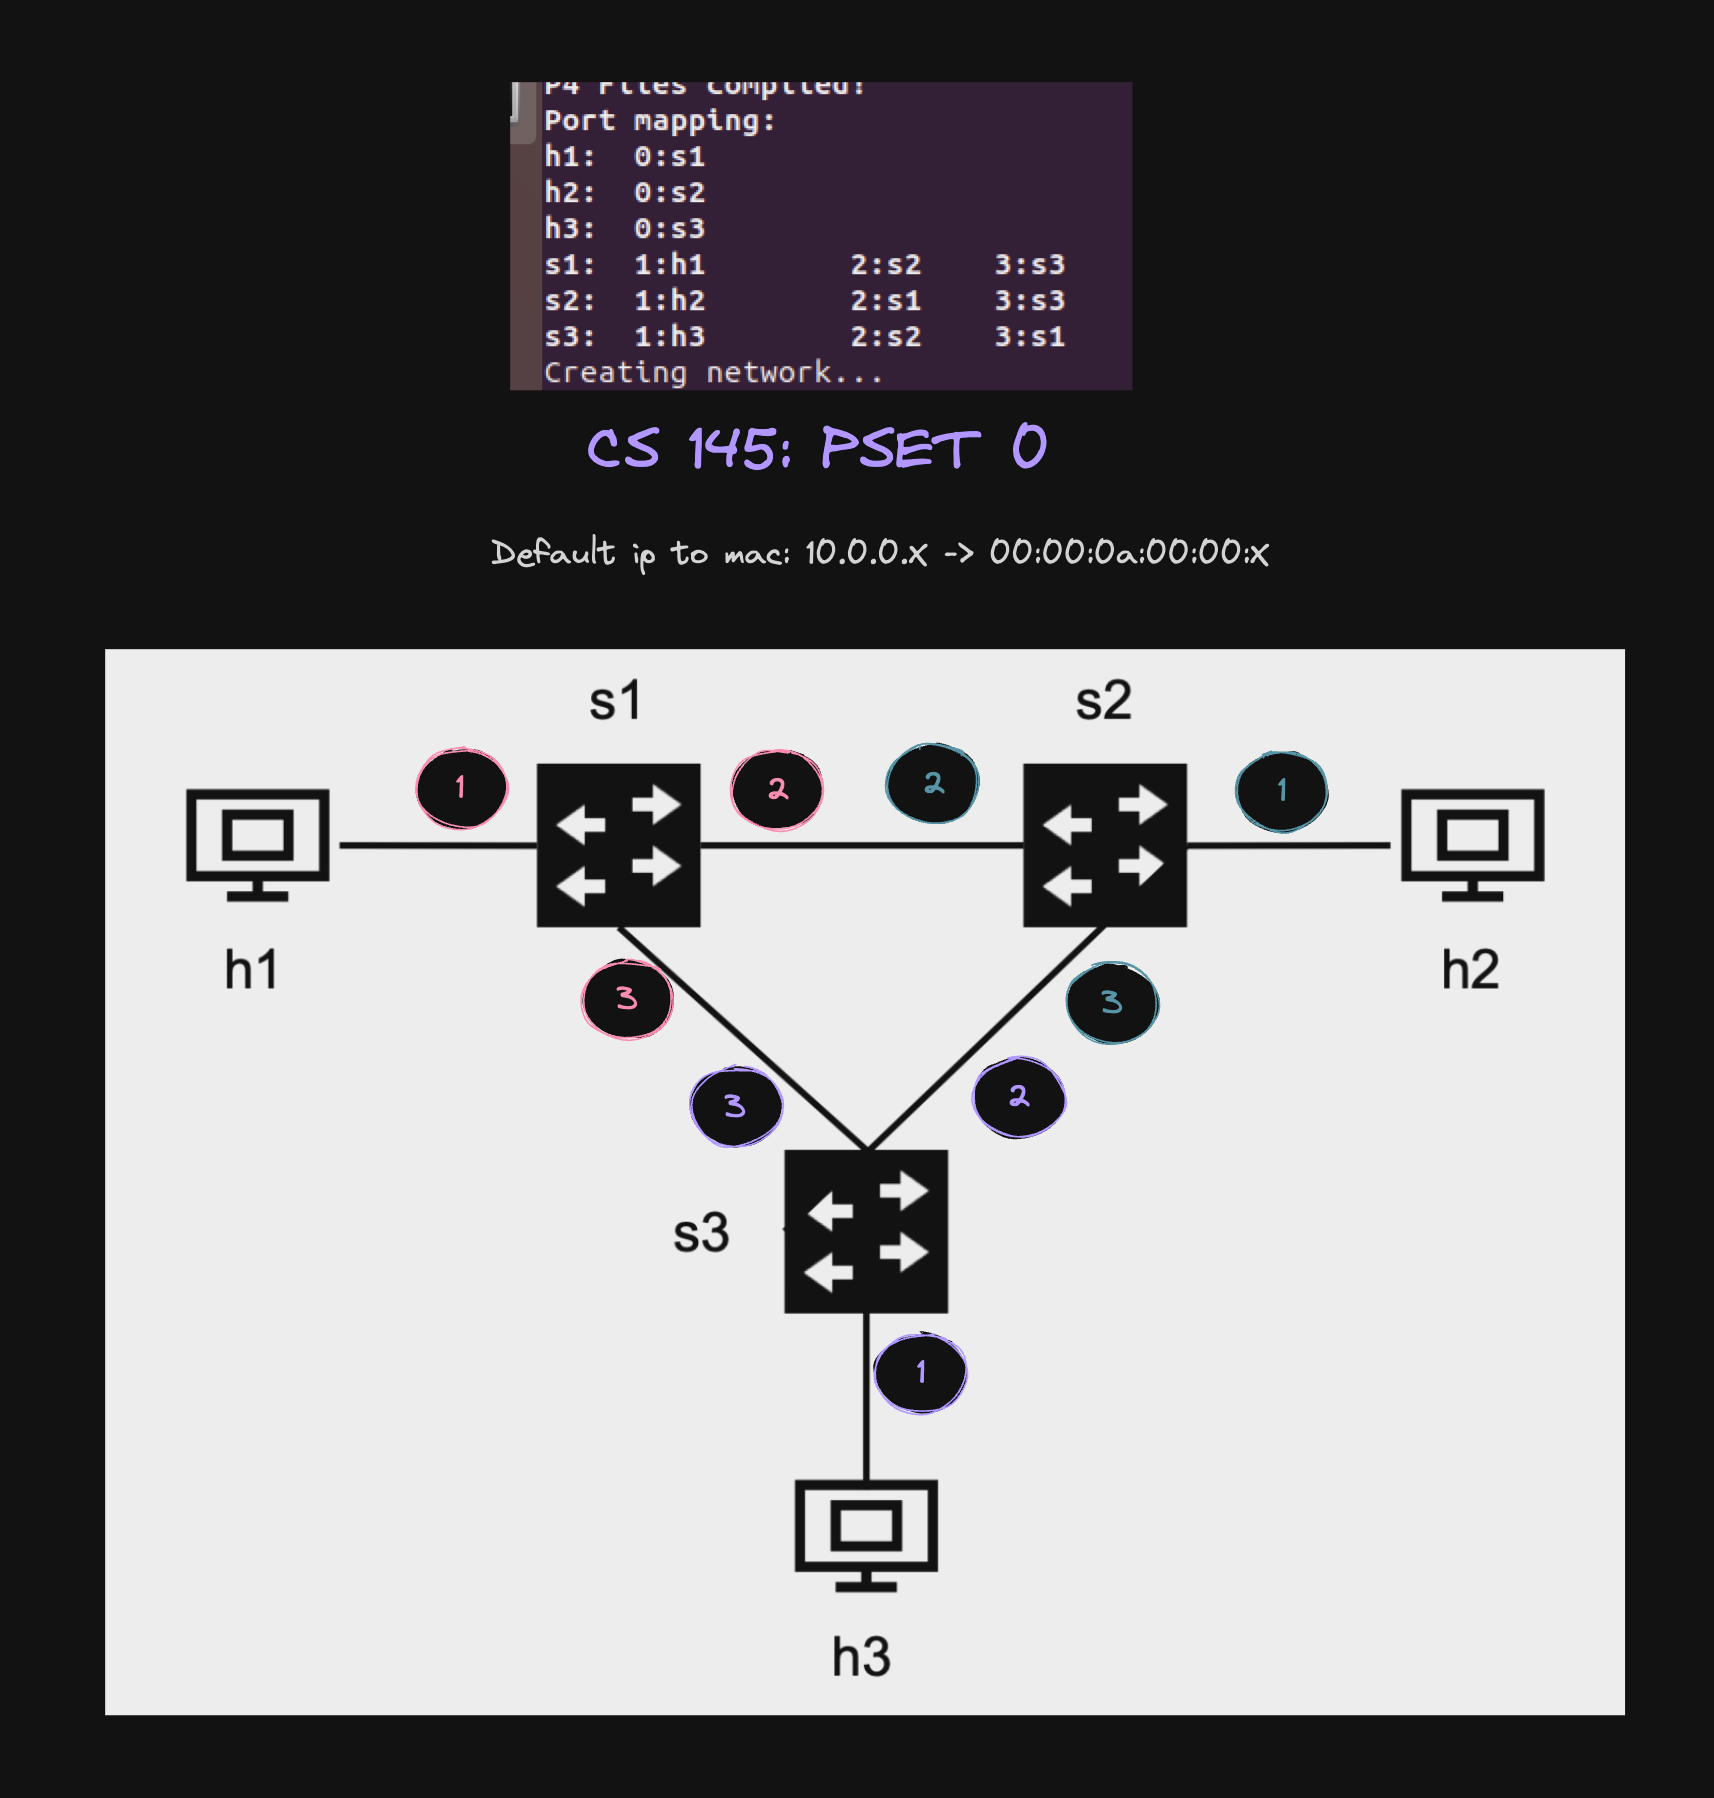 P4 Files compiled!
Port mapping:
h1: 0:s1
h2: 0:s2
h3: 0:s3
s1: 1:h1 2:s2 3:s3
s2: 1:h2 2:s1 3:s3
s3: 1:h3 2:s2 3:s1
Creating network...
CS 145: PSET 0
Default ip to mac: 10.0.0.x -> 00:00:0a:00:00:x
s1 s2
1 2 2 1
h1 h2
3 3
3 2
s3
1
h3